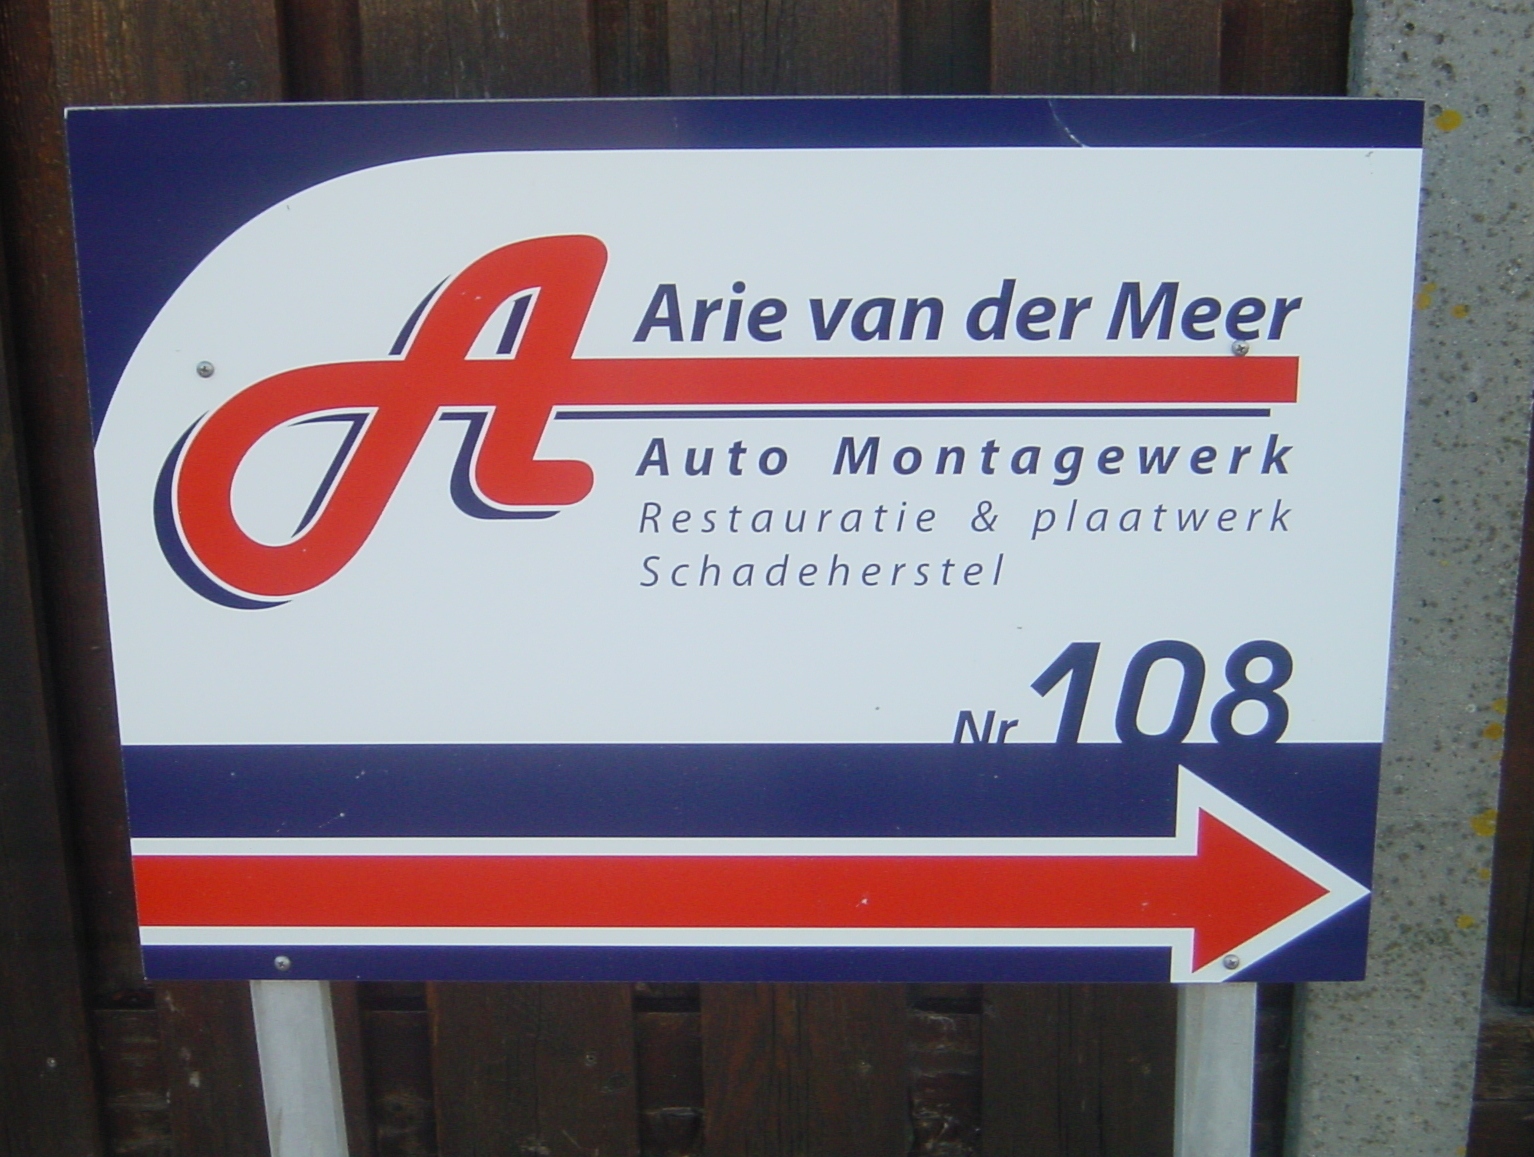 A Arie van der Meer
Auto Montagewerk
Restauratie & plaatwerk
Schadeherstel
Nr 108